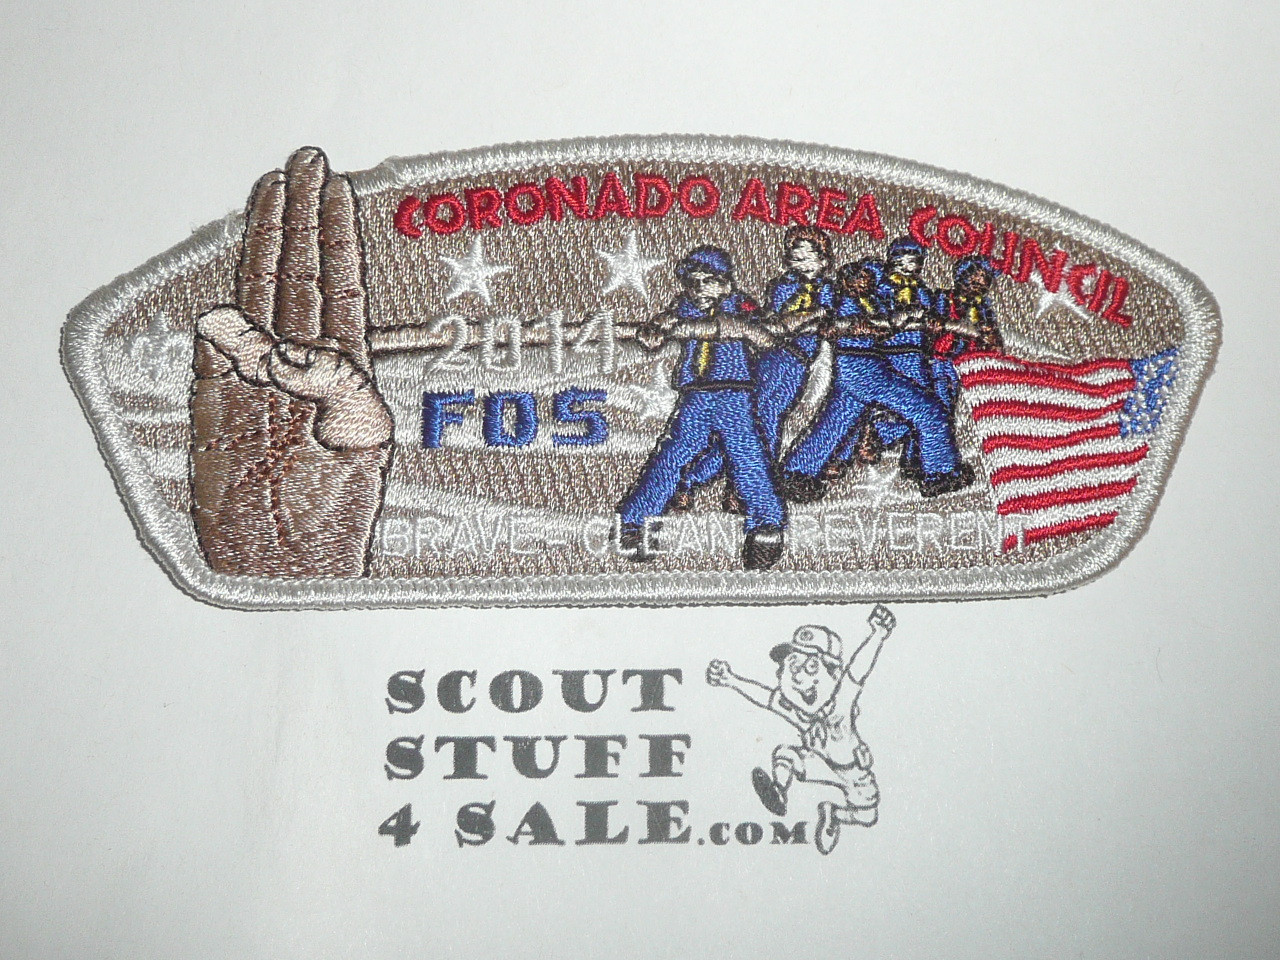 CORONADO AREA COUNCIL
2014
FOS
BRAVE - CLEAN REVERENT
SCOUT
STUFF
4 SALE.COM